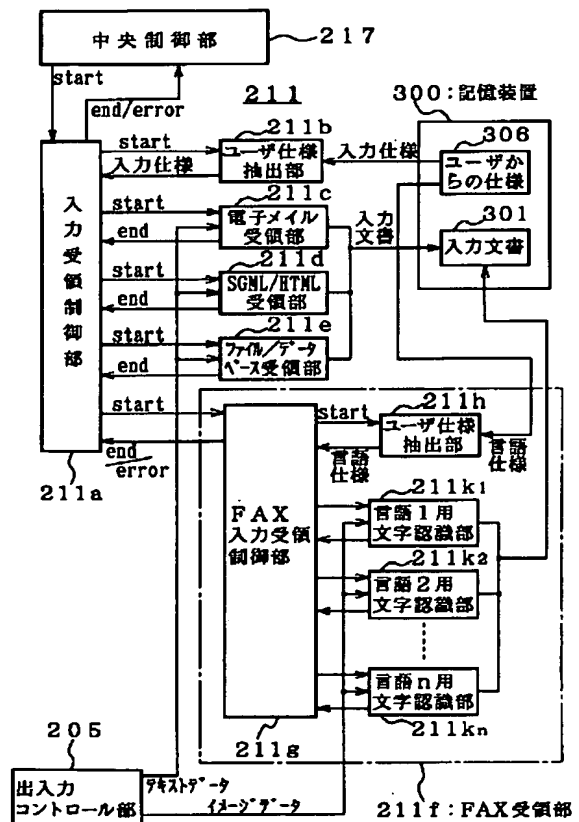 中央制御部
217
start
end/error
211
300:記憶装置
start
211b
ユーザ仕様
抽出部
入力仕様
入力仕様
306
ユーザか
らの仕様
start
211c
電子メイル
受領部
end
入力
文書
301
入力文書
入力受領制御部
start
211d
SGML/HTML
受領部
end
start
211e
ファイル/データ
ベース受領部
end
start
end
error
211a
start
211h
ユーザ仕様
抽出部
言語
仕様
言語
仕様
FAX
入力受領
制御部
211k1
言語1用
文字認識部
211k2
言語2用
文字認識部
言語n用
文字認識部
211kn
211g
205
出入力
コントロール部
テキストデータ
イメージデータ
211f:FAX受領部